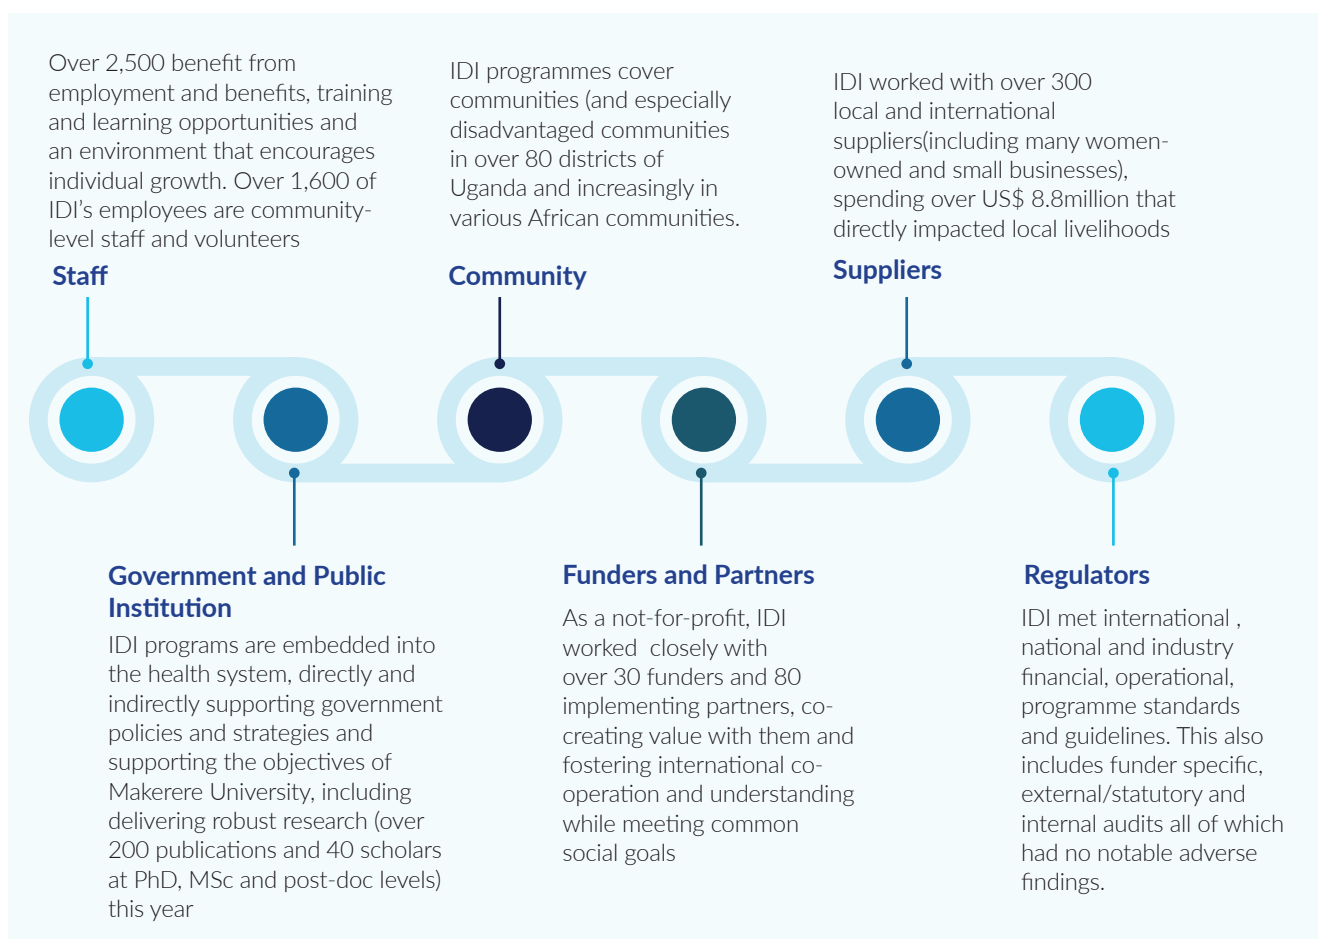 Over 2,500 benefit from
employment and benefits, training
and learning opportunities and
an environment that encourages
individual growth. Over 1,600 of
IDI’s employees are community-
level staff and volunteers
Staff
IDI programmes cover
communities (and especially
disadvantaged communities
in over 80 districts of
Uganda and increasingly in
various African communities.
Community
IDI worked with over 300
local and international
suppliers(including many women-
owned and small businesses),
spending over US$ 8.8million that
directly impacted local livelihoods
Suppliers
Government and Public
Institution
IDI programs are embedded into
the health system, directly and
indirectly supporting government
policies and strategies and
supporting the objectives of
Makerere University, including
delivering robust research (over
200 publications and 40 scholars
at PhD, MSc and post-doc levels)
this year
Funders and Partners
As a not-for-profit, IDI
worked  closely with
over 30 funders and 80
implementing partners, co-
creating value with them and
fostering international co-
operation and understanding
while meeting common
social goals
Regulators
IDI met international ,
national and industry
financial, operational,
programme standards
and guidelines. This also
includes funder specific,
external/statutory and
internal audits all of which
had no notable adverse
findings.